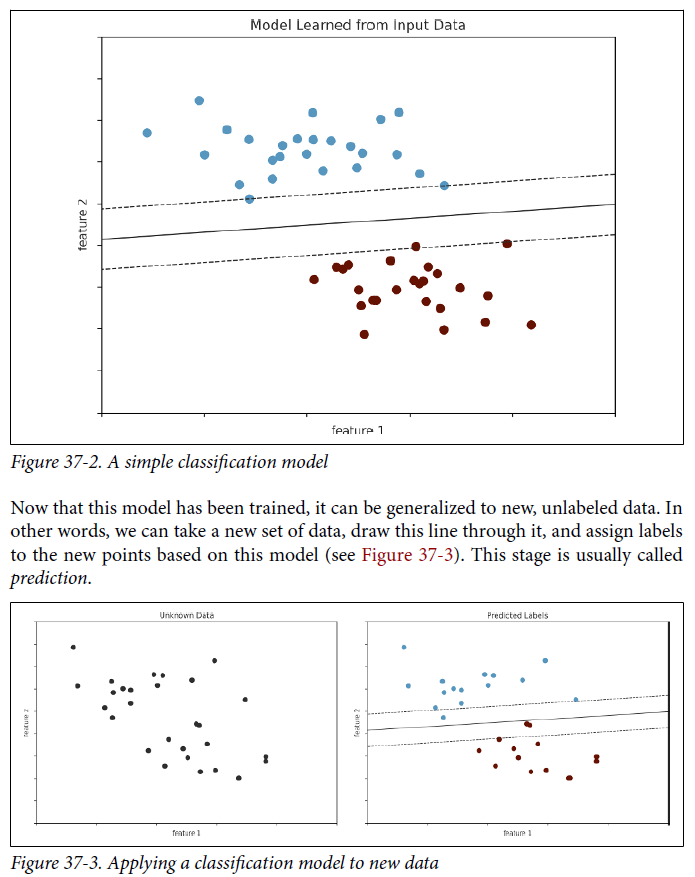 Model Learned from Input Data
feature 2
feature 1
Figure 37-2. A simple classification model
Now that this model has been trained, it can be generalized to new, unlabeled data. In
other words, we can take a new set of data, draw this line through it, and assign labels
to the new points based on this model (see Figure 37-3). This stage is usually called
prediction.
Unknown Data
feature 2
feature 1
Predicted Labels
feature 2
feature 1
Figure 37-3. Applying a classification model to new data